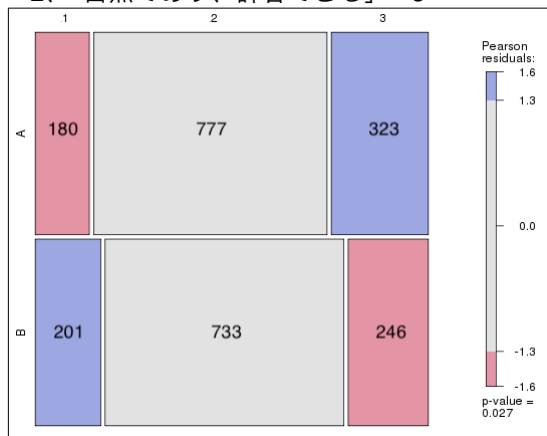 1 2 3
A 180 777 323
B 201 733 246
Pearson
residuals:
1.6
1.3
0.0
-1.3
-1.6
p-value =
0.027